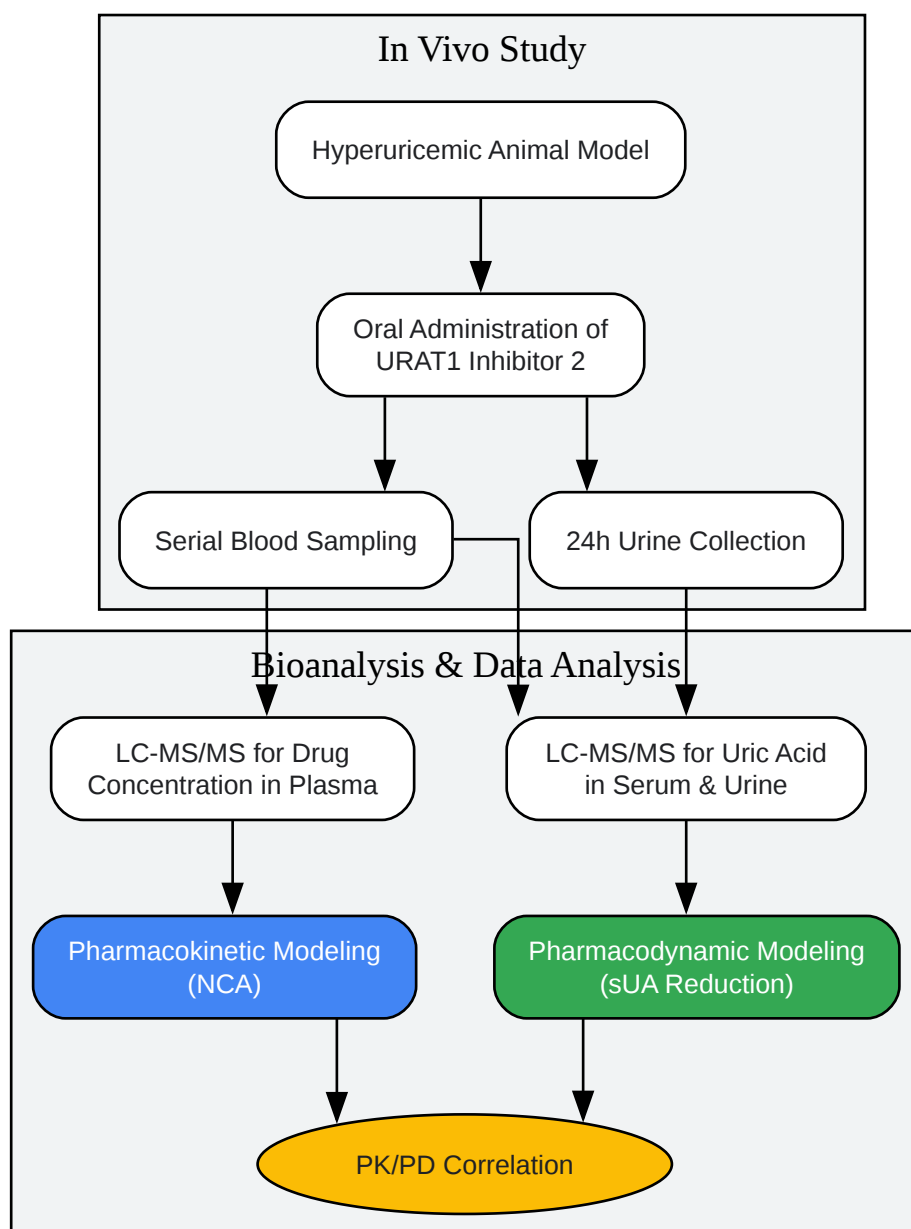 In Vivo Study
Hyperuricemic Animal Model
Oral Administration of
URAT1 Inhibitor 2
Serial Blood Sampling
24h Urine Collection
Bioanalysis & Data Analysis
LC-MS/MS for Drug
Concentration in Plasma
LC-MS/MS for Uric Acid
in Serum & Urine
Pharmacokinetic Modeling
(NCA)
Pharmacodynamic Modeling
(sUA Reduction)
PK/PD Correlation